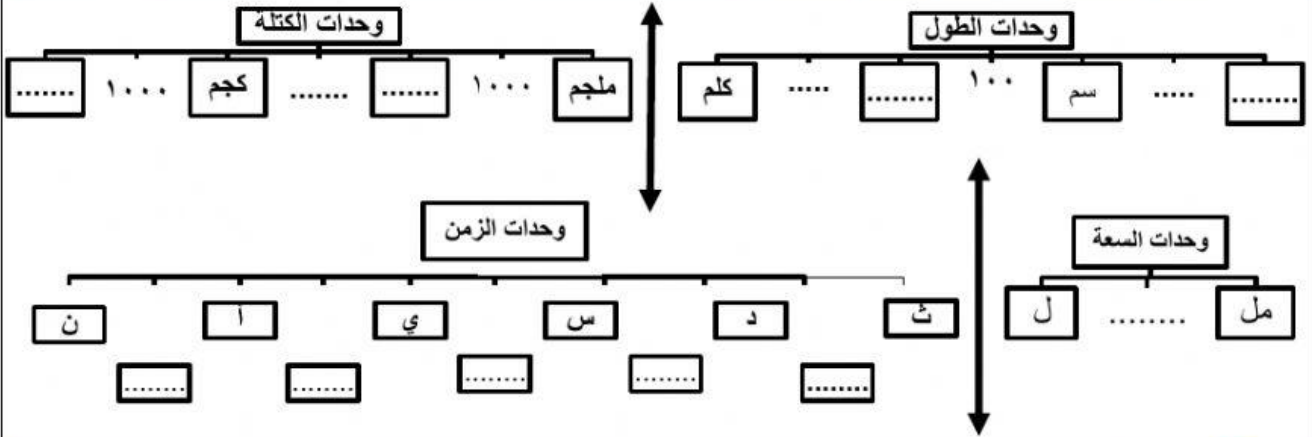 وحدات الطول
........ ..... سم ١٠٠ ........ ..... كلم
وحدات الكتلة
ملجم ١٠٠٠ ....... ....... كجم ١٠٠٠ .......
وحدات السعة
مل ........ ل
وحدات الزمن
ث د س ي أ ن
........ ........ ........ ........ ........